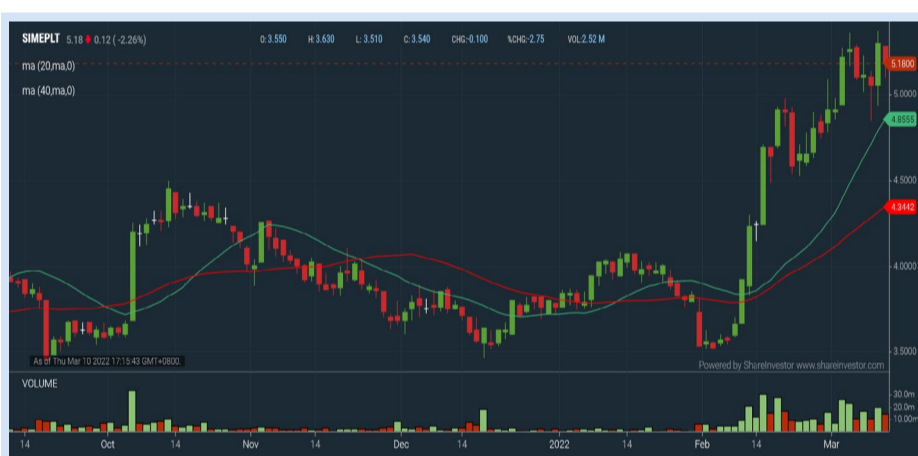 SIMEPLT 5.18 0.12 (-2.26%) O: 3.550 H: 3.630 L: 3.510 C: 3.540 CHG:-0.100 %CHG:-2.75 VOL:2.52 M
ma (20,ma,0)
5.1800
ma (40,ma,0)
5.0000
4.8555
4.5000
4.3442
4.0000
3.5000
As of Thu Mar 10 2022 17:15:43 GMT+0800.
Powered by ShareInvestor www.shareinvestor.com
VOLUME
30.0m
20.0m
10.00m
14 Oct 14 Nov 14 Dec 14 2022 14 Feb 14 Mar